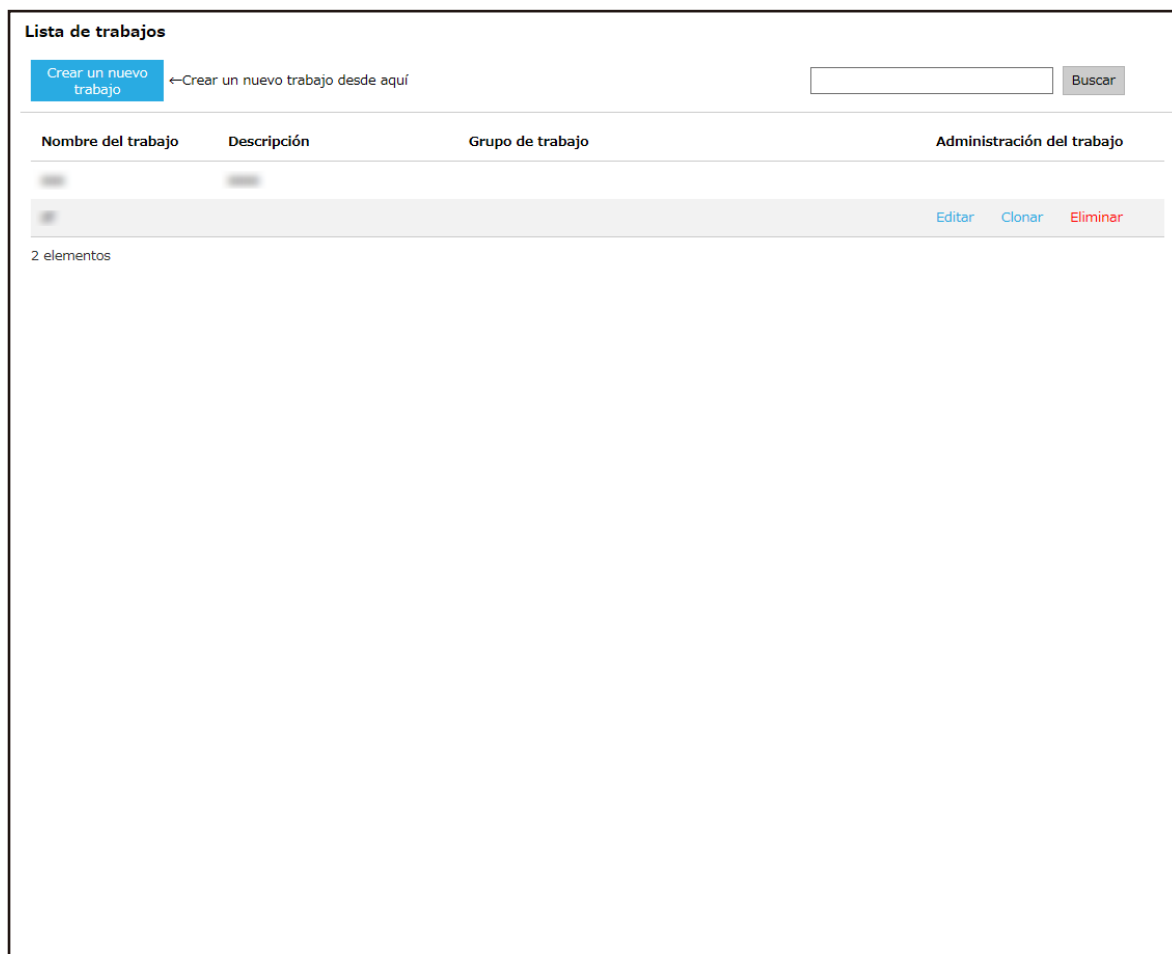 Lista de trabajos
Crear un nuevo
trabajo
←Crear un nuevo trabajo desde aquí
Buscar
Nombre del trabajo Descripción Grupo de trabajo Administración del trabajo
Editar Clonar Eliminar
2 elementos